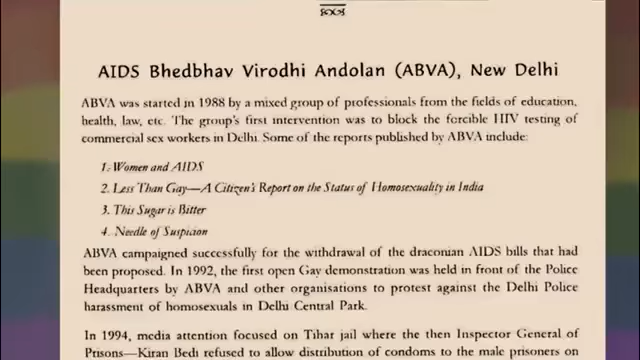 AIDS Bhedbhav Virodhi Andolan (ABVA), New Delhi
ABVA was started in 1988 by a mixed group of professionals from the fields of education,
health, law, etc. The group's first intervention was to block the forcible HIV testing of
commercial sex workers in Delhi. Some of the reports published by ABVA include:
1. Women and AIDS
2. Less Than Gay—A Citizen's Report on the Status of Homosexuality in India
3. This Sugar is Bitter
4. Needle of Suspicion
ABVA campaigned successfully for the withdrawal of the draconian AIDS bills that had
been proposed. In 1992, the first open Gay demonstration was held in front of the Police
Headquarters by ABVA and other organisations to protest against the Delhi Police
harassment of homosexuals in Delhi Central Park.
In 1994, media attention focused on Tihar jail where the then Inspector General of
Prisons—Kiran Bedi refused to allow distribution of condoms to the male prisoners on